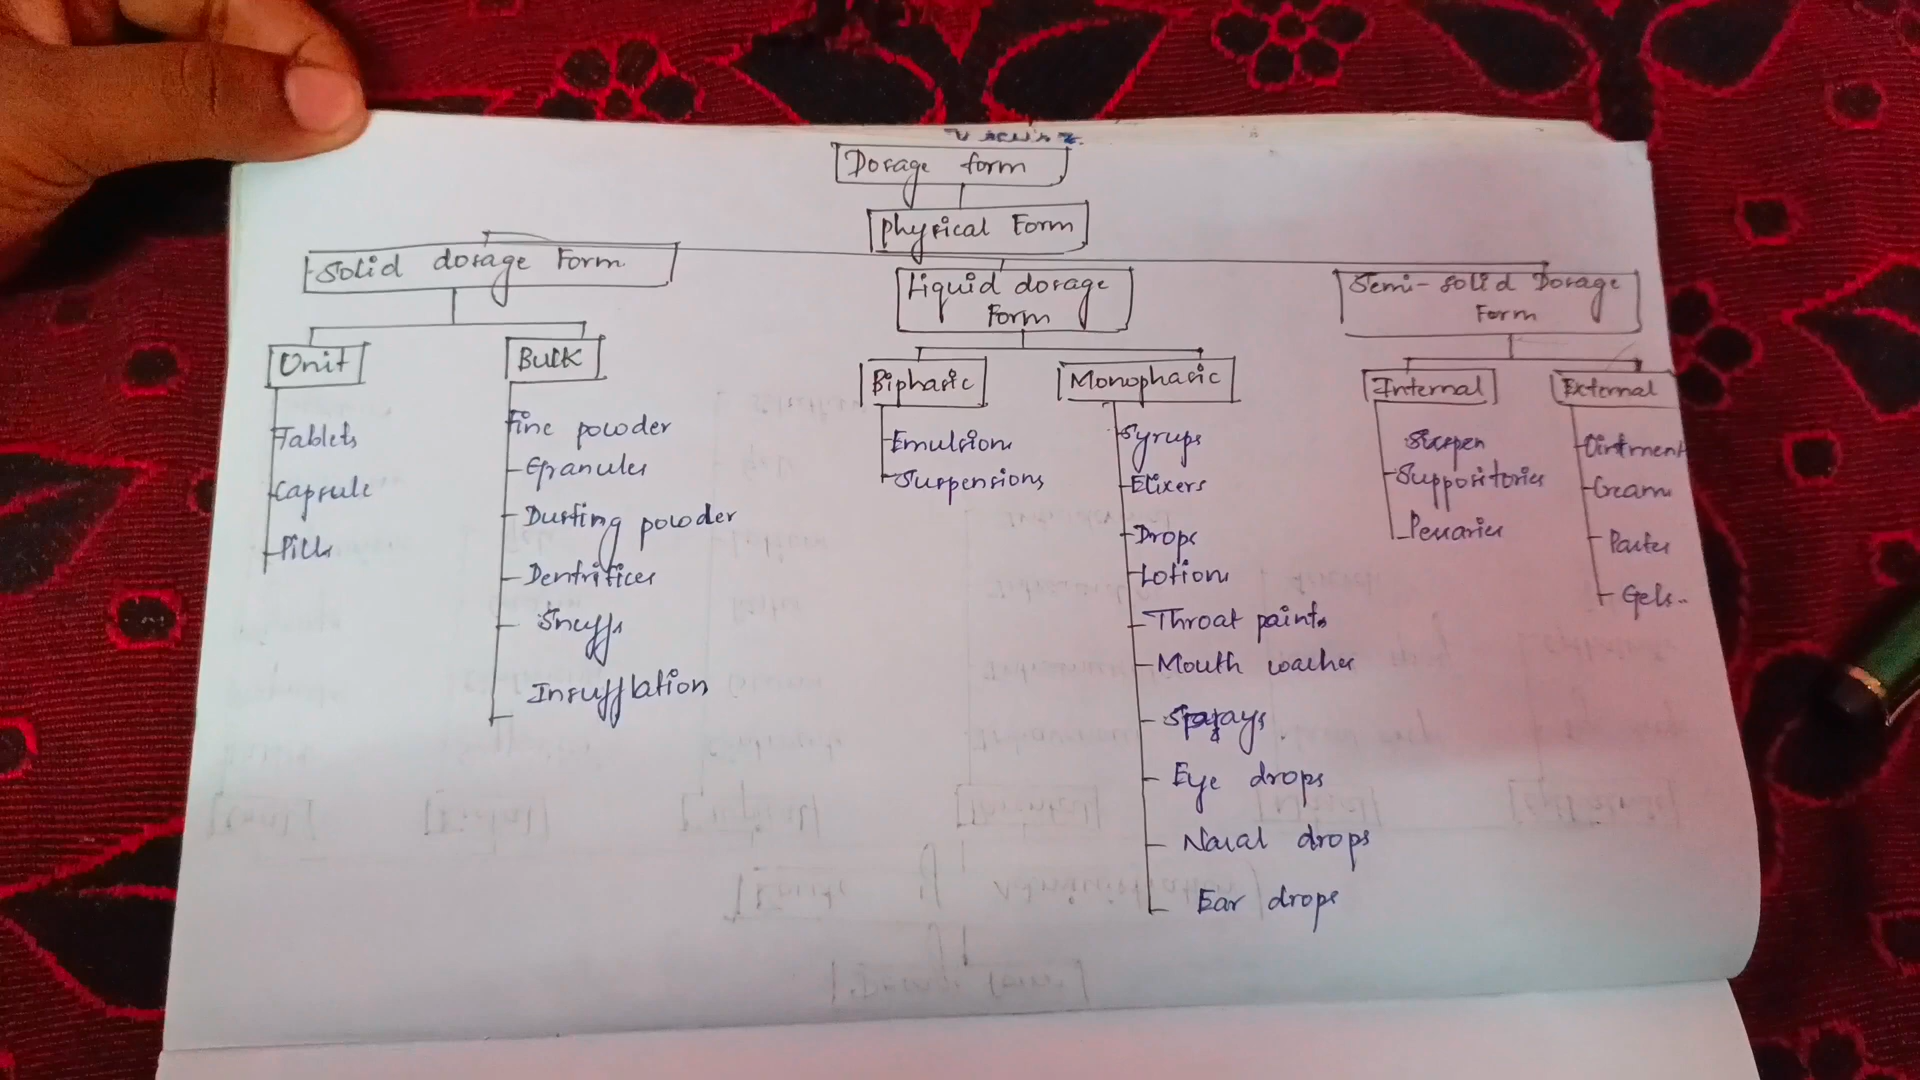 Dosage form
Physical Form
Solid dosage Form
Liquid dosage
Form
Semi-solid Dosage
Form
Unit
Tablets
Capsule
Pills
Bulk
Fine powder
Granules
Dusting powder
Dentrifices
Snuffs
Insufflation
Biphasic
Emulsions
Suspensions
Monophasic
Syrups
Elixers
Drops
Lotions
Throat paints
Mouth washes
Sprays
Eye drops
Nasal drops
Ear drops
Internal
Suppositories
Pessaries
External
Ointment
Cream
Pastes
Gels.